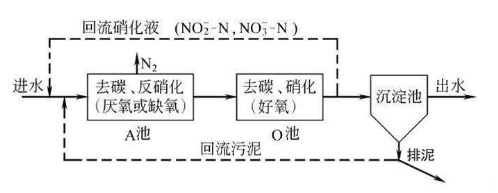 回流硝化液 (NO₂⁻-N,NO₃⁻-N)
进水
N₂
去碳、反硝化
(厌氧或缺氧)
A池
去碳、硝化
(好氧)
O池
沉淀池
出水
回流污泥
排泥